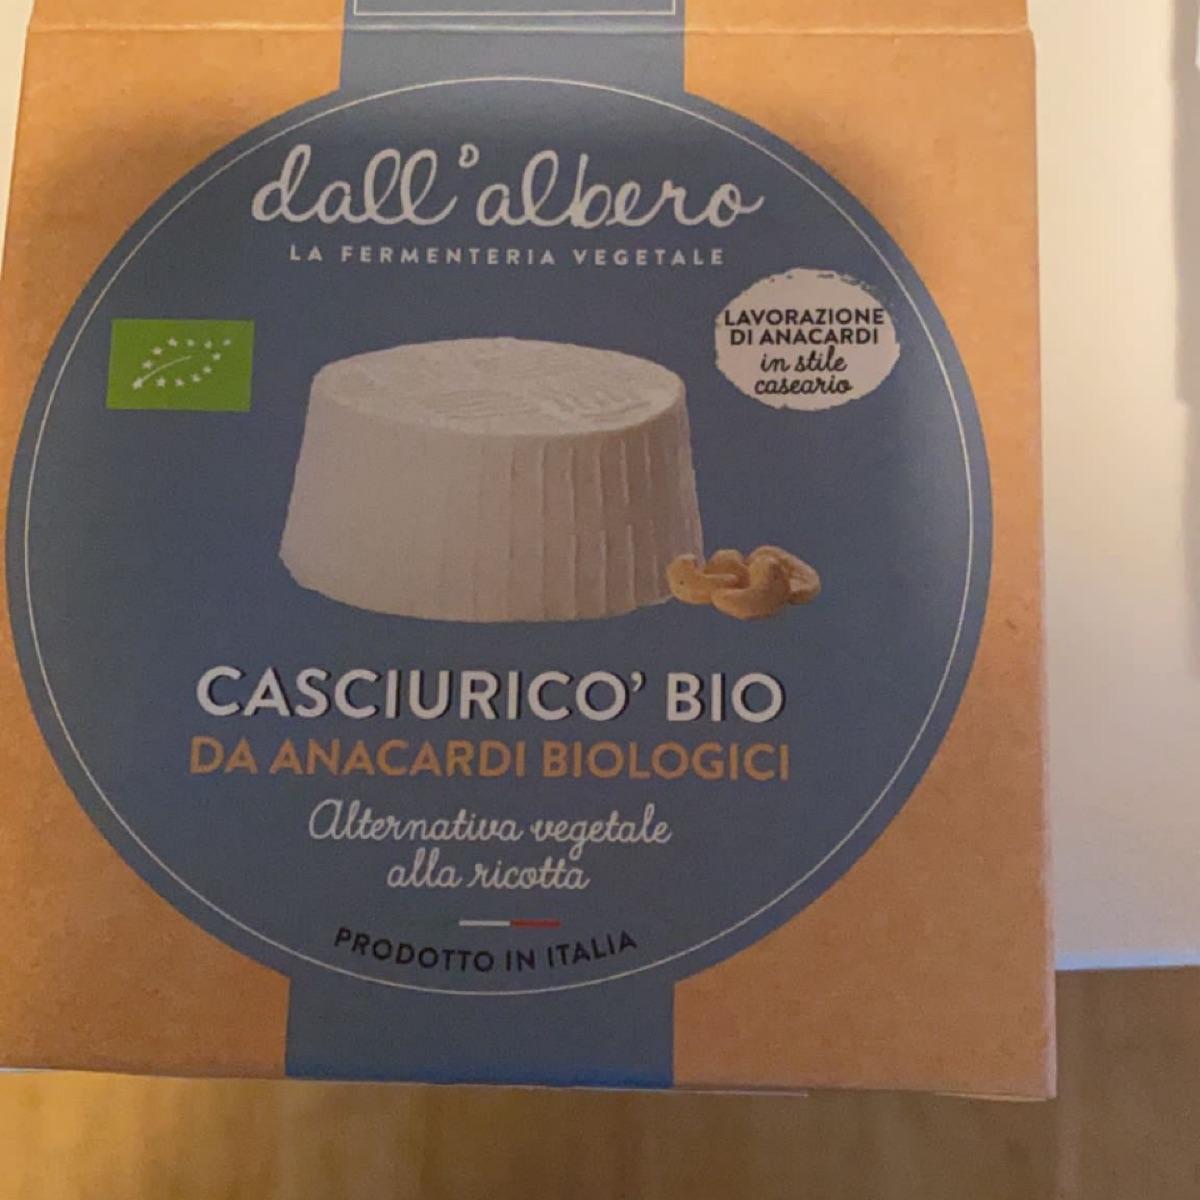 dall'albero
LA FERMENTERIA VEGETALE
LAVORAZIONE
DI ANACARDI
in stile
caseario
CASCIURICO' BIO
DA ANACARDI BIOLOGICI
Alternativa vegetale
alla ricotta
PRODOTTO IN ITALIA